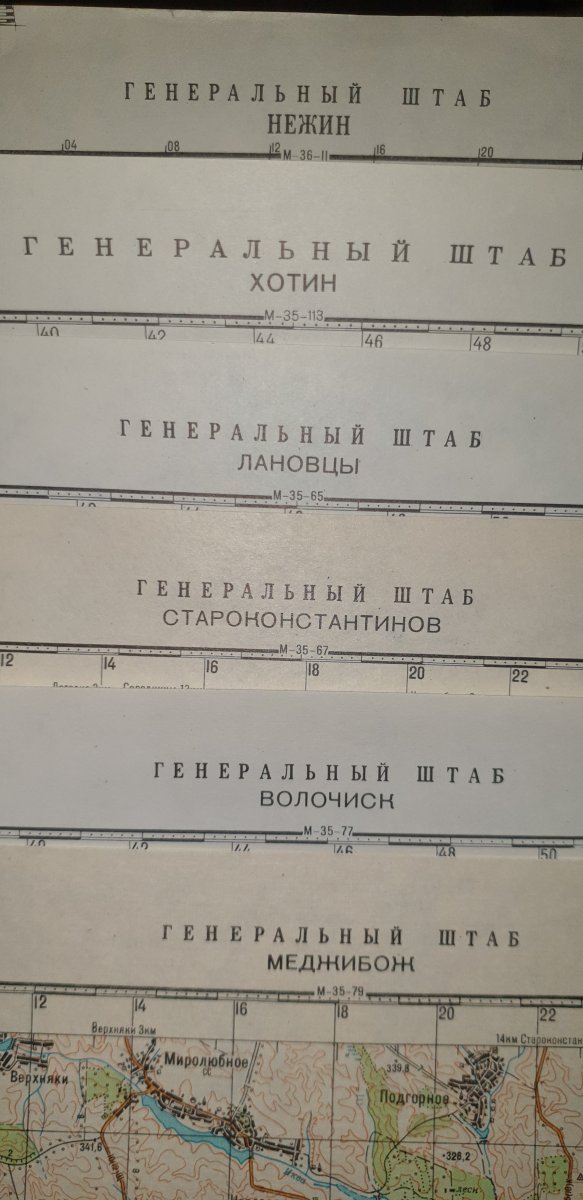 ГЕНЕРАЛЬНЫЙ ШТАБ
НЕЖИН
04 08 12 М-36-II 16 20
ГЕНЕРАЛЬНЫЙ ШТАБ
ХОТИН
М-35-113
40 42 44 46 48
ГЕНЕРАЛЬНЫЙ ШТАБ
ЛАНОВЦЫ
М-35-65
ГЕНЕРАЛЬНЫЙ ШТАБ
СТАРОКОНСТАНТИНОВ
М-35-67
12 14 16 18 20 22
ГЕНЕРАЛЬНЫЙ ШТАБ
ВОЛОЧИСК
М-35-77
40 42 44 46 48 50
ГЕНЕРАЛЬНЫЙ ШТАБ
МЕДЖИБОЖ
М-35-79
12 14 16 18 20 22
Верхняки 3км
14км Староконстан
Миролюбное
Верхняки
339,8
Подгорное
341,6
326,2